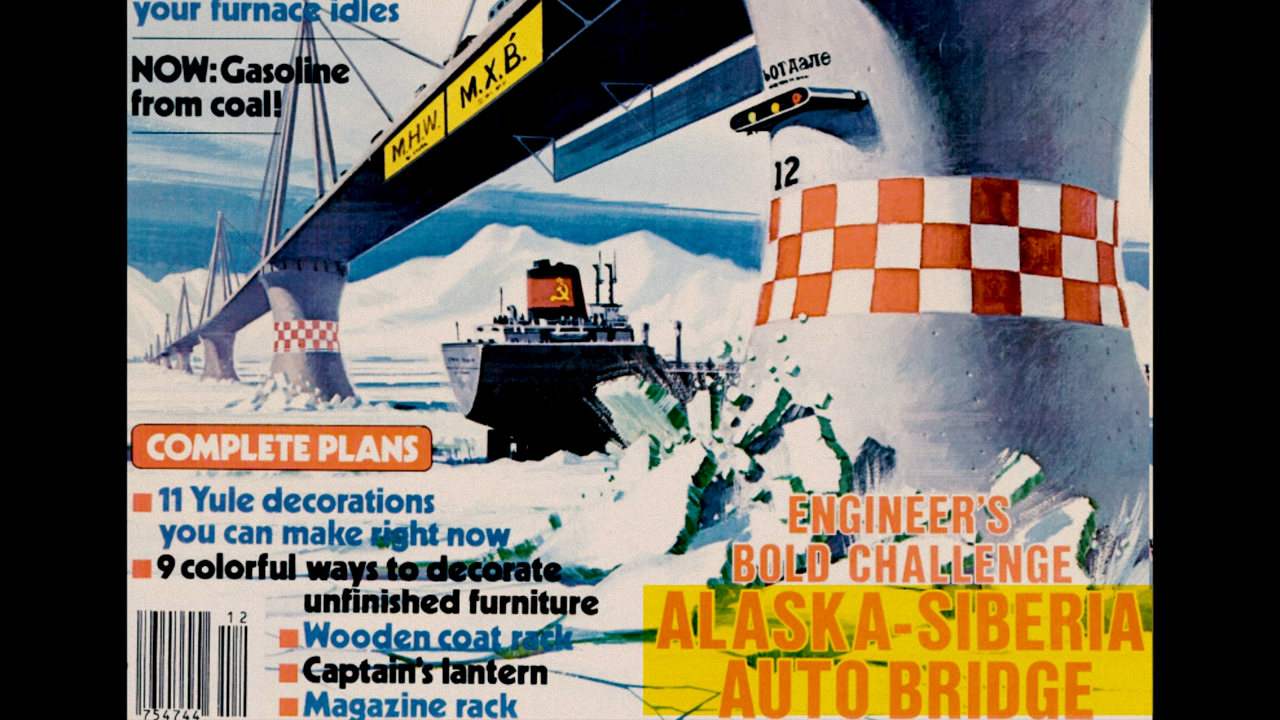 your furnace idles
NOW: Gasoline
from coal!
M.H.W.
M.X.B.
12
COMPLETE PLANS
11 Yule decorations
you can make right now
9 colorful ways to decorate
unfinished furniture
Wooden coat rack
Captain's lantern
Magazine rack
12
754744
ENGINEER'S
BOLD CHALLENGE
ALASKA-SIBERIA
AUTO BRIDGE